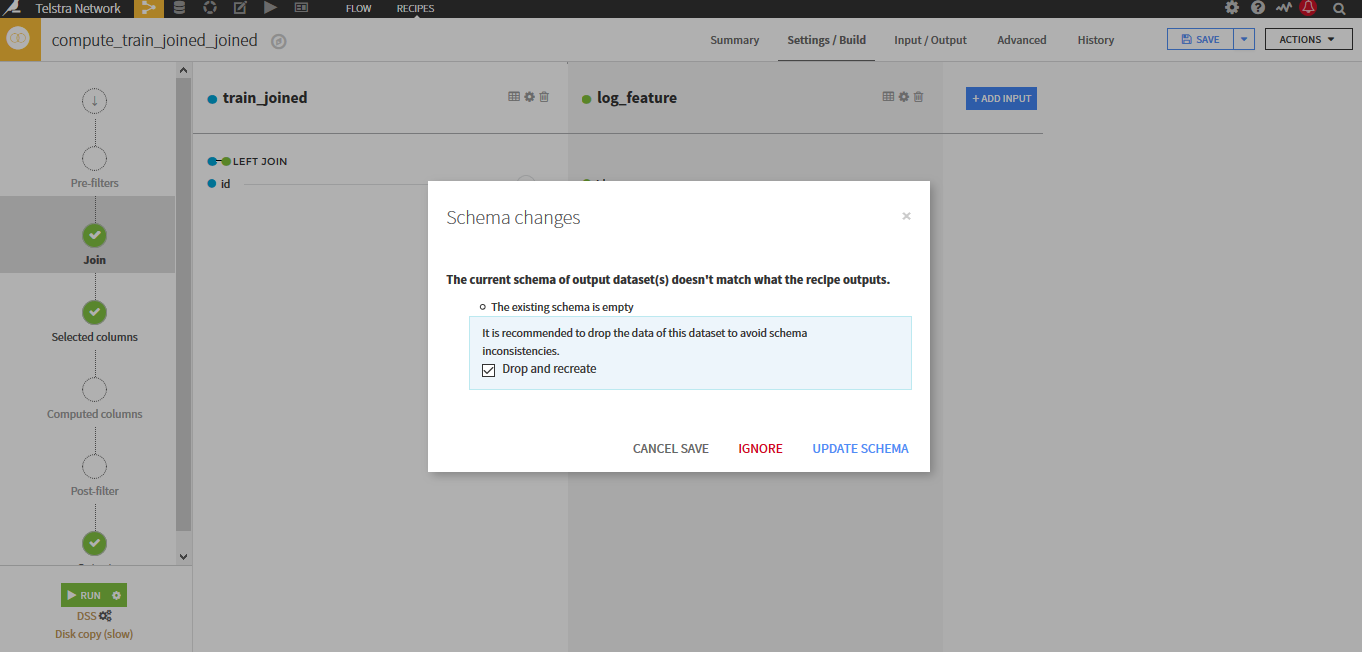 Telstra Network FLOW RECIPES
compute_train_joined_joined Summary Settings / Build Input / Output Advanced History SAVE ACTIONS
train_joined log_feature + ADD INPUT
LEFT JOIN
id
Pre-filters
Join
Selected columns
Computed columns
Post-filter
RUN
DSS
Disk copy (slow)
Schema changes
×
The current schema of output dataset(s) doesn't match what the recipe outputs.
The existing schema is empty
It is recommended to drop the data of this dataset to avoid schema
inconsistencies.
Drop and recreate
CANCEL SAVE IGNORE UPDATE SCHEMA